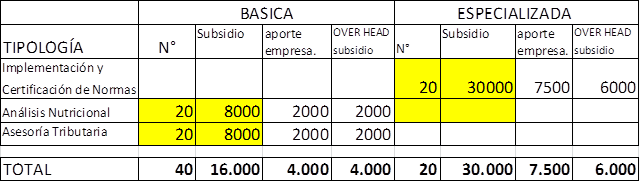 BASICA ESPECIALIZADA
TIPOLOGÍA N° Subsidio aporte empresa. OVER HEAD subsidio N° Subsidio aporte empresa. OVER HEAD subsidio
Implementación y
Certificación de Normas 20 30000 7500 6000
Análisis Nutricional 20 8000 2000 2000
Asesoría Tributaria 20 8000 2000 2000
TOTAL 40 16.000 4.000 4.000 20 30.000 7.500 6.000